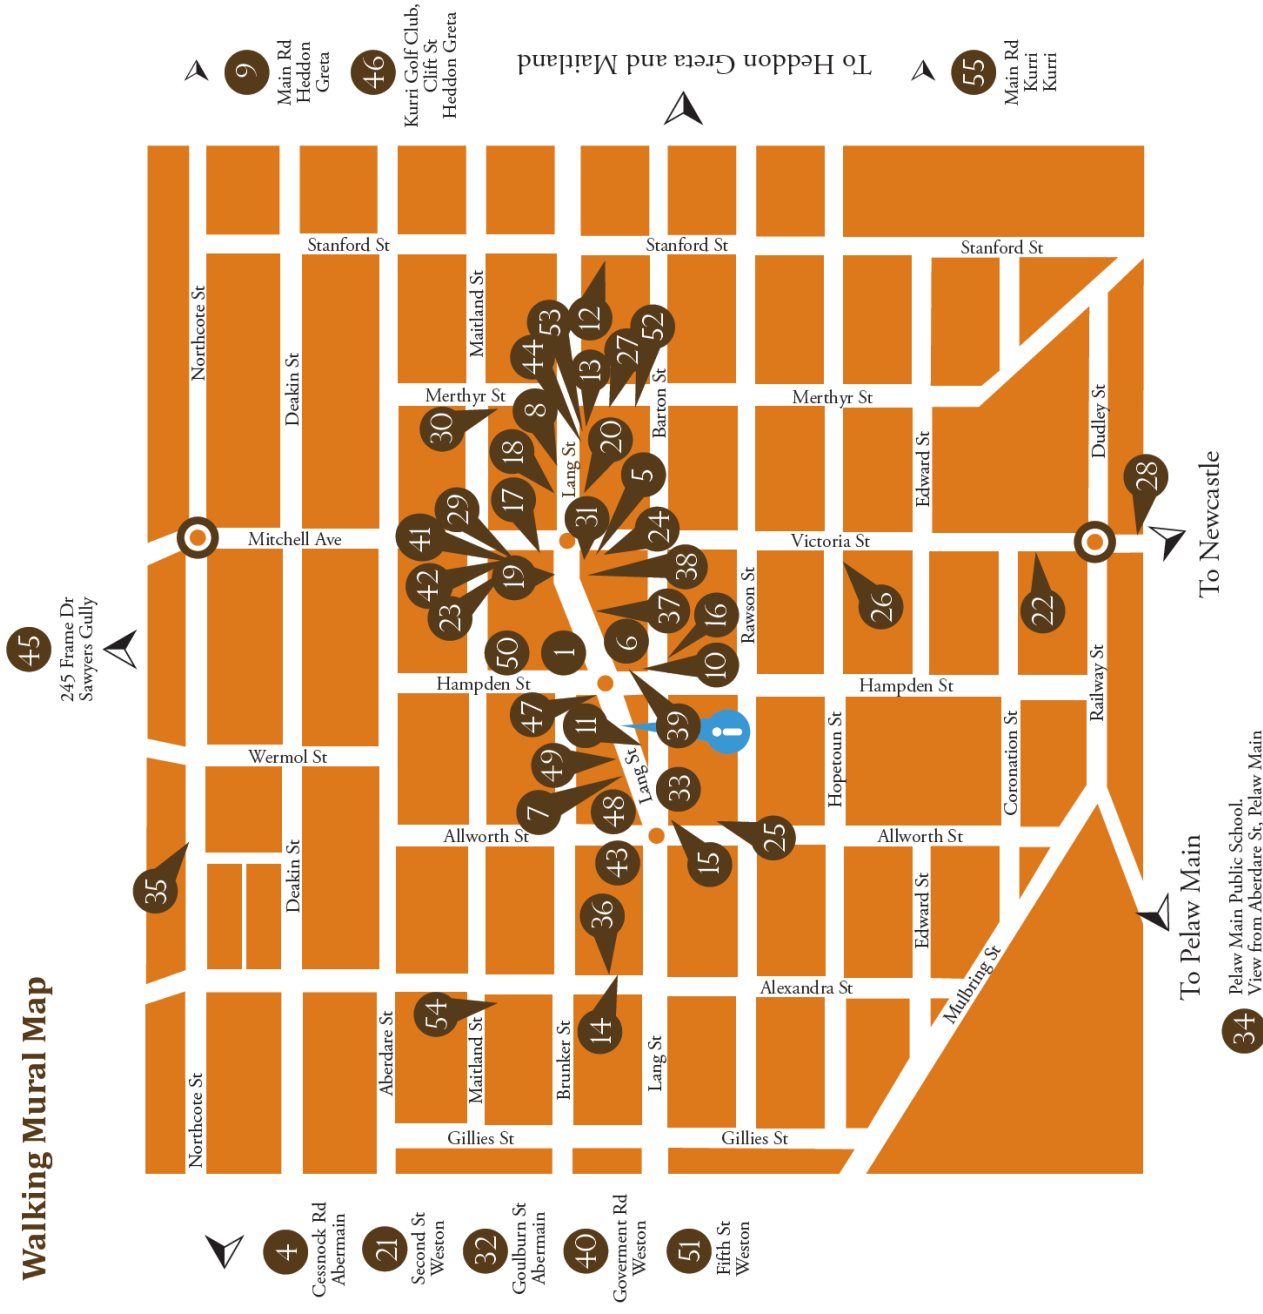 Walking Mural Map
45
245 Frame Dr
Sawyers Gully
9
Main Rd
Heddon
Greta
46
Kurri Golf Club,
Clift St
Heddon Greta
To Heddon Greta and Maitland
55
Main Rd
Kurri
Kurri
4
Cessnock Rd
Abermain
21
Second St
Weston
32
Goulburn St
Abermain
40
Goverment Rd
Weston
51
Fifth St
Weston
To Newcastle
To Pelaw Main
34
Pelaw Main Public School.
View from Aberdare St, Pelaw Main
Northcote St
Northcote St
Deakin St
Deakin St
Aberdare St
Maitland St
Maitland St
Brunker St
Lang St
Lang St
Lang St
Barton St
Rawson St
Hopetoun St
Edward St
Edward St
Coronation St
Railway St
Dudley St
Mulbring St
Stanford St
Stanford St
Stanford St
Merthyr St
Merthyr St
Mitchell Ave
Victoria St
Hampden St
Hampden St
Wermol St
Allworth St
Allworth St
Alexandra St
Gillies St
Gillies St
35
54
14
36
43
48
7
49
11
47
33
39
i
15
25
50
1
6
10
16
37
38
23
42
41
29
19
17
18
31
24
5
20
8
30
44
53
13
12
27
52
26
22
28